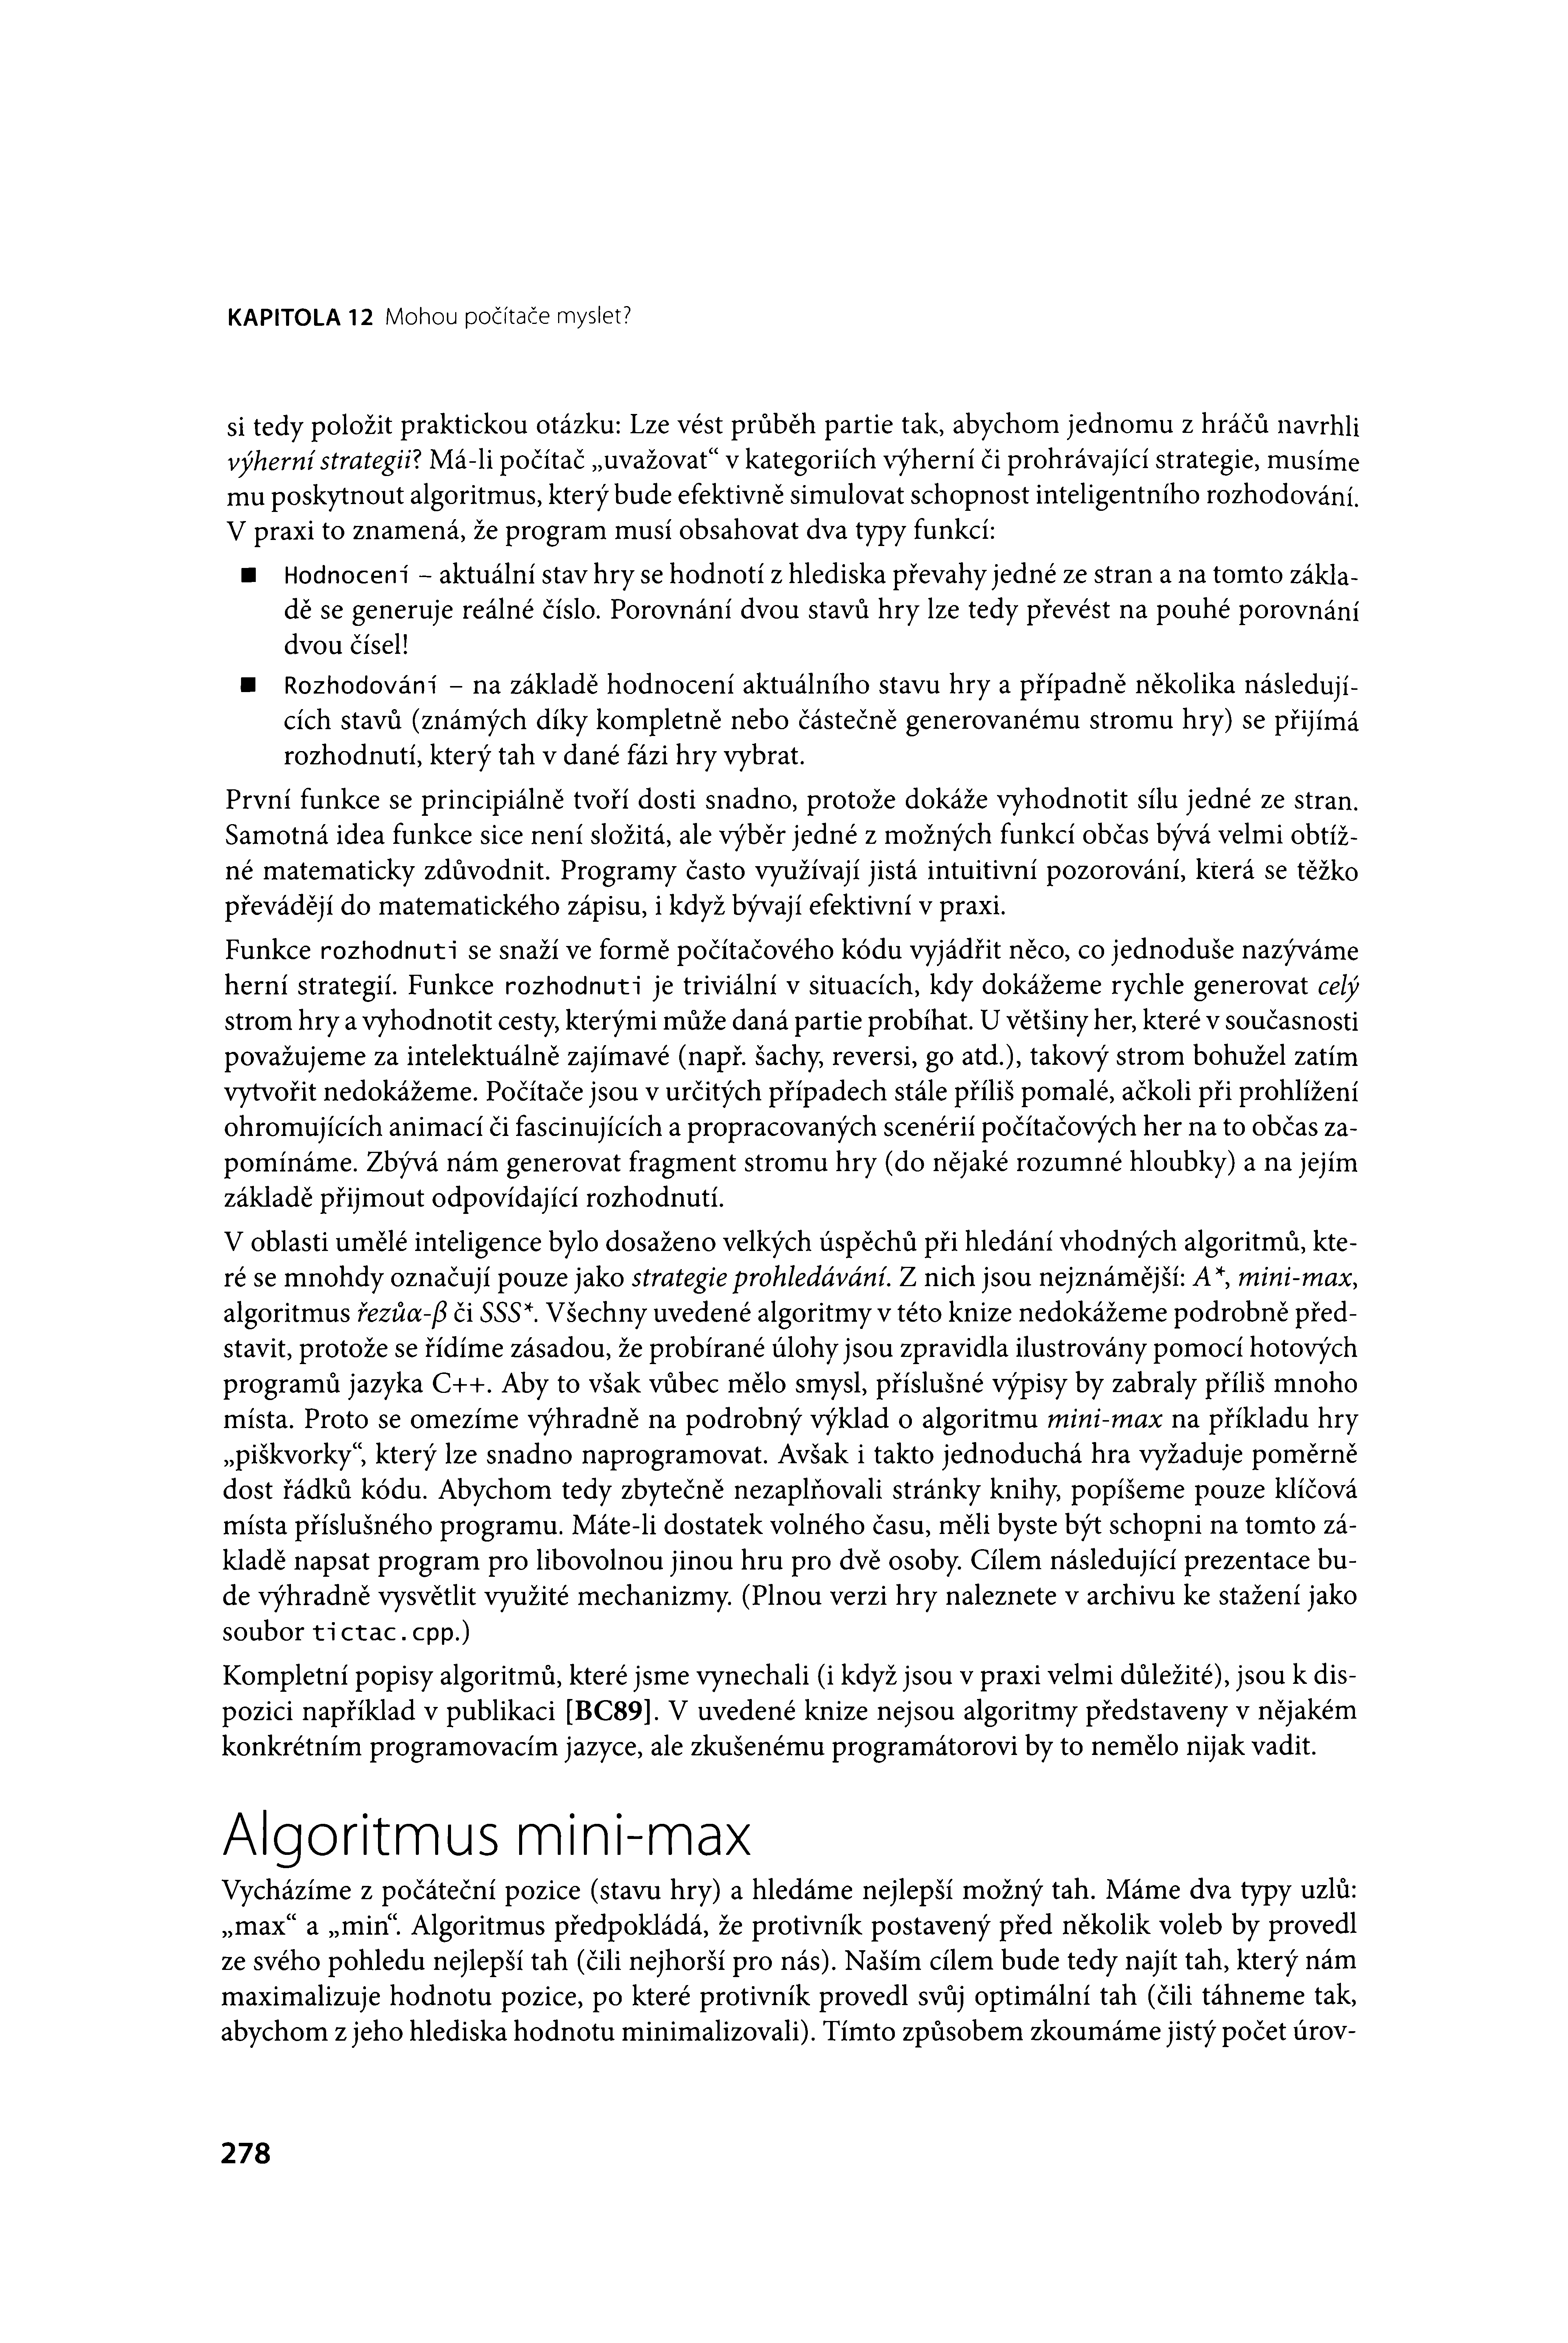 KAPITOLA 12 Mohou počítače myslet?
si tedy položit praktickou otázku: Lze vést průběh partie tak, abychom jednomu z hráčů navrhli
výherní strategii? Má-li počítač „uvažovat“ v kategoriích výherní či prohrávající strategie, musíme
mu poskytnout algoritmus, který bude efektivně simulovat schopnost inteligentního rozhodování.
V praxi to znamená, že program musí obsahovat dva typy funkcí:
■ Hodnocení – aktuální stav hry se hodnotí z hlediska převahy jedné ze stran a na tomto zákla-
dě se generuje reálné číslo. Porovnání dvou stavů hry lze tedy převést na pouhé porovnání
dvou čísel!
■ Rozhodování – na základě hodnocení aktuálního stavu hry a případně několika následují-
cích stavů (známých díky kompletně nebo částečně generovanému stromu hry) se přijímá
rozhodnutí, který tah v dané fázi hry vybrat.
První funkce se principiálně tvoří dosti snadno, protože dokáže vyhodnotit sílu jedné ze stran.
Samotná idea funkce sice není složitá, ale výběr jedné z možných funkcí občas bývá velmi obtíž-
né matematicky zdůvodnit. Programy často využívají jistá intuitivní pozorování, která se těžko
převádějí do matematického zápisu, i když bývají efektivní v praxi.
Funkce rozhodnuti se snaží ve formě počítačového kódu vyjádřit něco, co jednoduše nazýváme
herní strategií. Funkce rozhodnuti je triviální v situacích, kdy dokážeme rychle generovat celý
strom hry a vyhodnotit cesty, kterými může daná partie probíhat. U většiny her, které v současnosti
považujeme za intelektuálně zajímavé (např. šachy, reversi, go atd.), takový strom bohužel zatím
vytvořit nedokážeme. Počítače jsou v určitých případech stále příliš pomalé, ačkoli při prohlížení
ohromujících animací či fascinujících a propracovaných scenérií počítačových her na to občas za-
pomínáme. Zbývá nám generovat fragment stromu hry (do nějaké rozumné hloubky) a na jejím
základě přijmout odpovídající rozhodnutí.
V oblasti umělé inteligence bylo dosaženo velkých úspěchů při hledání vhodných algoritmů, kte-
ré se mnohdy označují pouze jako strategie prohledávání. Z nich jsou nejznámější: A*, mini-max,
algoritmus řezůα-β či SSS*. Všechny uvedené algoritmy v této knize nedokážeme podrobně před-
stavit, protože se řídíme zásadou, že probírané úlohy jsou zpravidla ilustrovány pomocí hotových
programů jazyka C++. Aby to však vůbec mělo smysl, příslušné výpisy by zabraly příliš mnoho
místa. Proto se omezíme výhradně na podrobný výklad o algoritmu mini-max na příkladu hry
„piškvorky“, který lze snadno naprogramovat. Avšak i takto jednoduchá hra vyžaduje poměrně
dost řádků kódu. Abychom tedy zbytečně nezaplňovali stránky knihy, popíšeme pouze klíčová
místa příslušného programu. Máte-li dostatek volného času, měli byste být schopni na tomto zá-
kladě napsat program pro libovolnou jinou hru pro dvě osoby. Cílem následující prezentace bu-
de výhradně vysvětlit využité mechanizmy. (Plnou verzi hry naleznete v archivu ke stažení jako
soubor tictac.cpp.)
Kompletní popisy algoritmů, které jsme vynechali (i když jsou v praxi velmi důležité), jsou k dis-
pozici například v publikaci [BC89]. V uvedené knize nejsou algoritmy představeny v nějakém
konkrétním programovacím jazyce, ale zkušenému programátorovi by to nemělo nijak vadit.
Algoritmus mini-max
Vycházíme z počáteční pozice (stavu hry) a hledáme nejlepší možný tah. Máme dva typy uzlů:
„max“ a „min“. Algoritmus předpokládá, že protivník postavený před několik voleb by provedl
ze svého pohledu nejlepší tah (čili nejhorší pro nás). Naším cílem bude tedy najít tah, který nám
maximalizuje hodnotu pozice, po které protivník provedl svůj optimální tah (čili táhneme tak,
abychom z jeho hlediska hodnotu minimalizovali). Tímto způsobem zkoumáme jistý počet úrov-
278